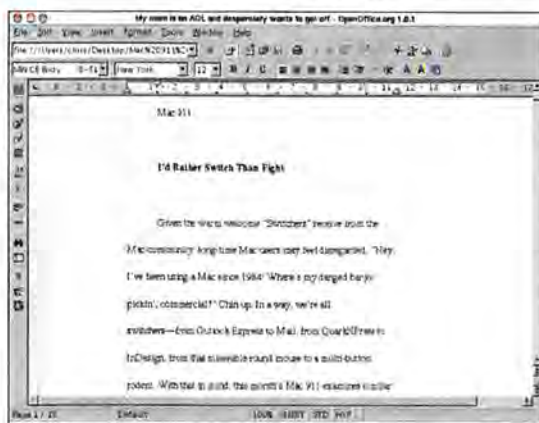 My mom is on AOL and desperately wants to get off - OpenOffice.org 1.0.1
File Edit View Insert Format Tools Window Help
New York 12 B I U
Mac 911
I'd Rather Switch Than Fight
Given the warm welcome "Switchers" receive from the
Mac community, long-time Mac users may feel disregarded. "Hey,
I've been using a Mac since 1984! Where's my danged banjo
pickin', commercial?" Chin up. In a way, we're all
switchers—from Outlook Express to Mail, from QuarkXPress to
InDesign, from that miserable round mouse to a multi-button
rodent. With this in mind, this month's Mac 911 examines
Page 1 / Default 100% INSRT STD HYP